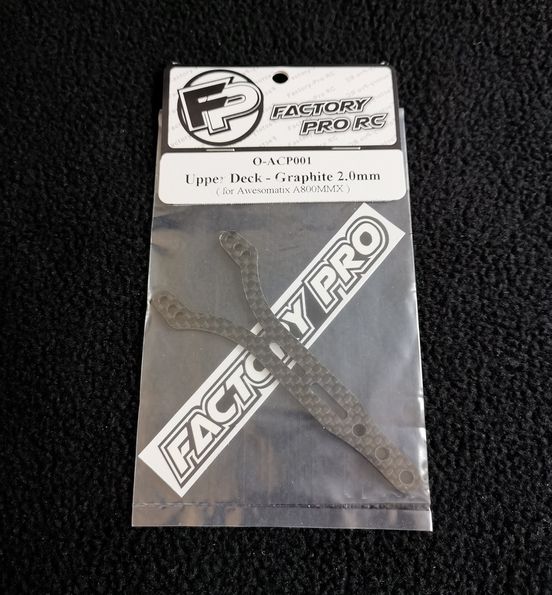 FP
FACTORY
PRO RC
O-ACP001
Upper Deck - Graphite 2.0mm
( for Awesomatix A800MMX )
FACTORY PRO